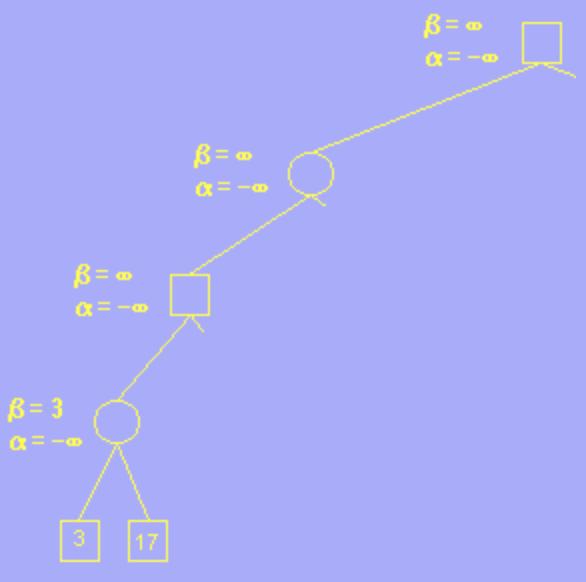 β = ∞
α = −∞
β = ∞
α = −∞
β = ∞
α = −∞
β = 3
α = −∞
3
17